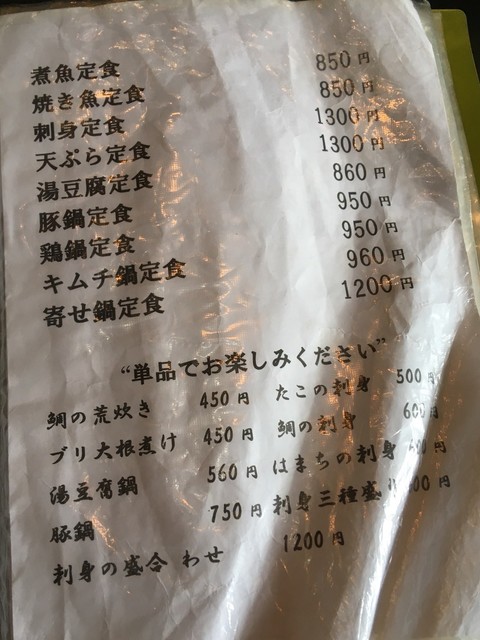 煮魚定食 850円
焼き魚定食 850円
刺身定食 1300円
天ぷら定食 1300円
湯豆腐定食 860円
豚鍋定食 950円
鶏鍋定食 950円
キムチ鍋定食 960円
寄せ鍋定食 1200円
“単品でお楽しみください”
鯛の荒炊き 450円 たこの刺身 500円
ブリ大根煮け 450円 鯛の刺身 600円
湯豆腐鍋 560円 はまちの刺身 円
豚鍋 750円 刺身三種盛り 円
刺身の盛合わせ 1200円